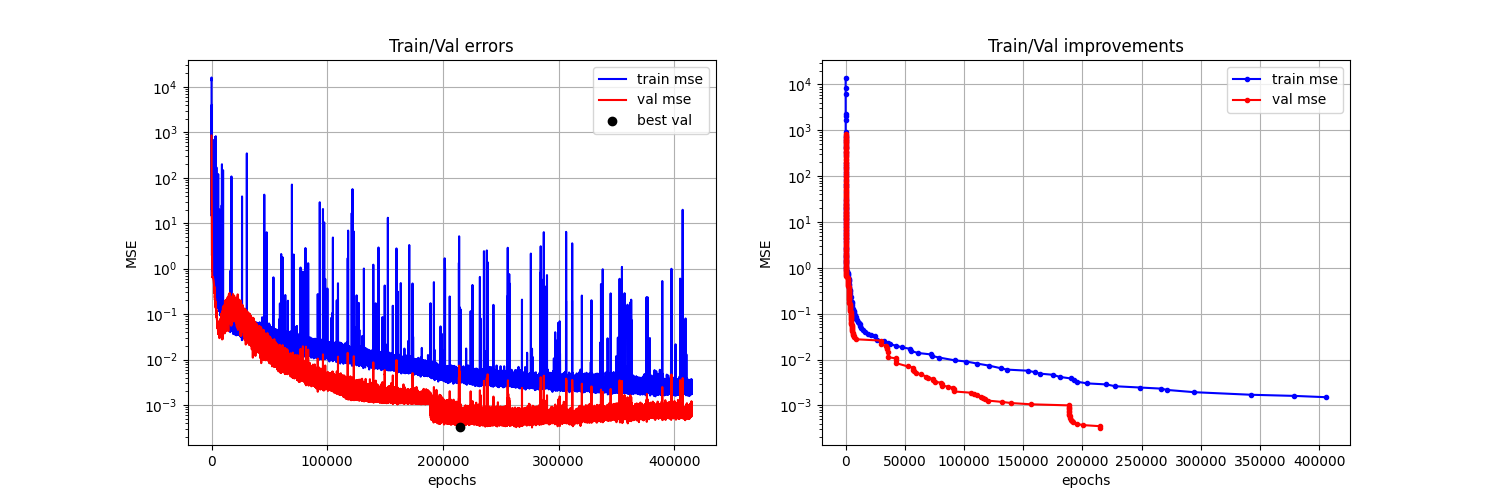 Train/Val errors
MSE
10^4
10^3
10^2
10^1
10^0
10^-1
10^-2
10^-3
train mse
val mse
best val
0 100000 200000 300000 400000
epochs
Train/Val improvements
MSE
10^4
10^3
10^2
10^1
10^0
10^-1
10^-2
10^-3
train mse
val mse
0 50000 100000 150000 200000 250000 300000 350000 400000
epochs